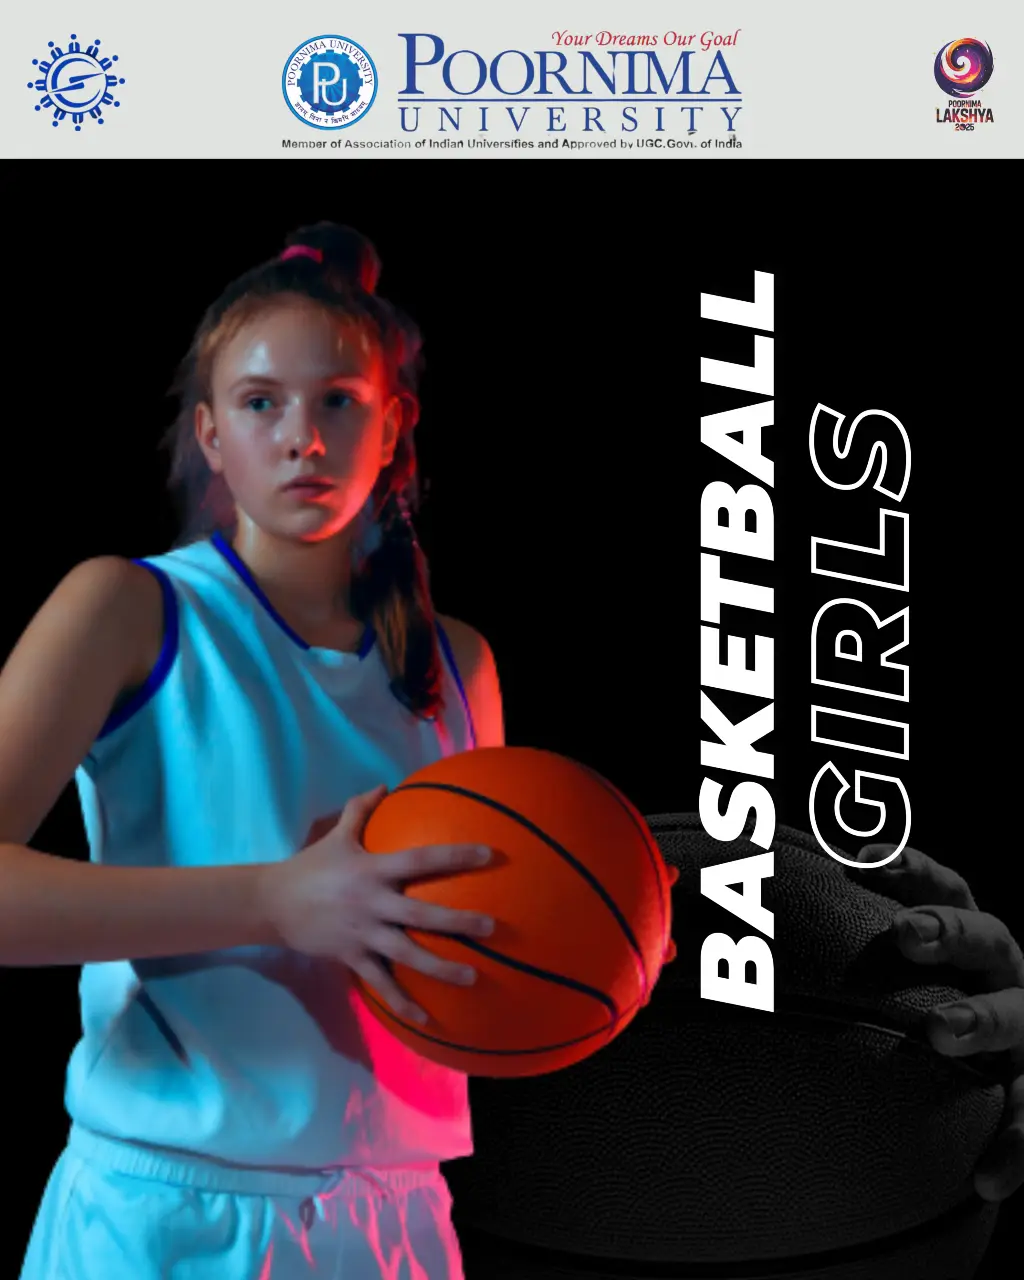 Your Dreams Our Goal
POORNIMA
UNIVERSITY
Member of Association of Indian Universities and Approved by UGC.Govt. of India
POORNIMA UNIVERSITY
PU
POORNIMA
LAKSHYA
2025
BASKETBALL
GIRLS